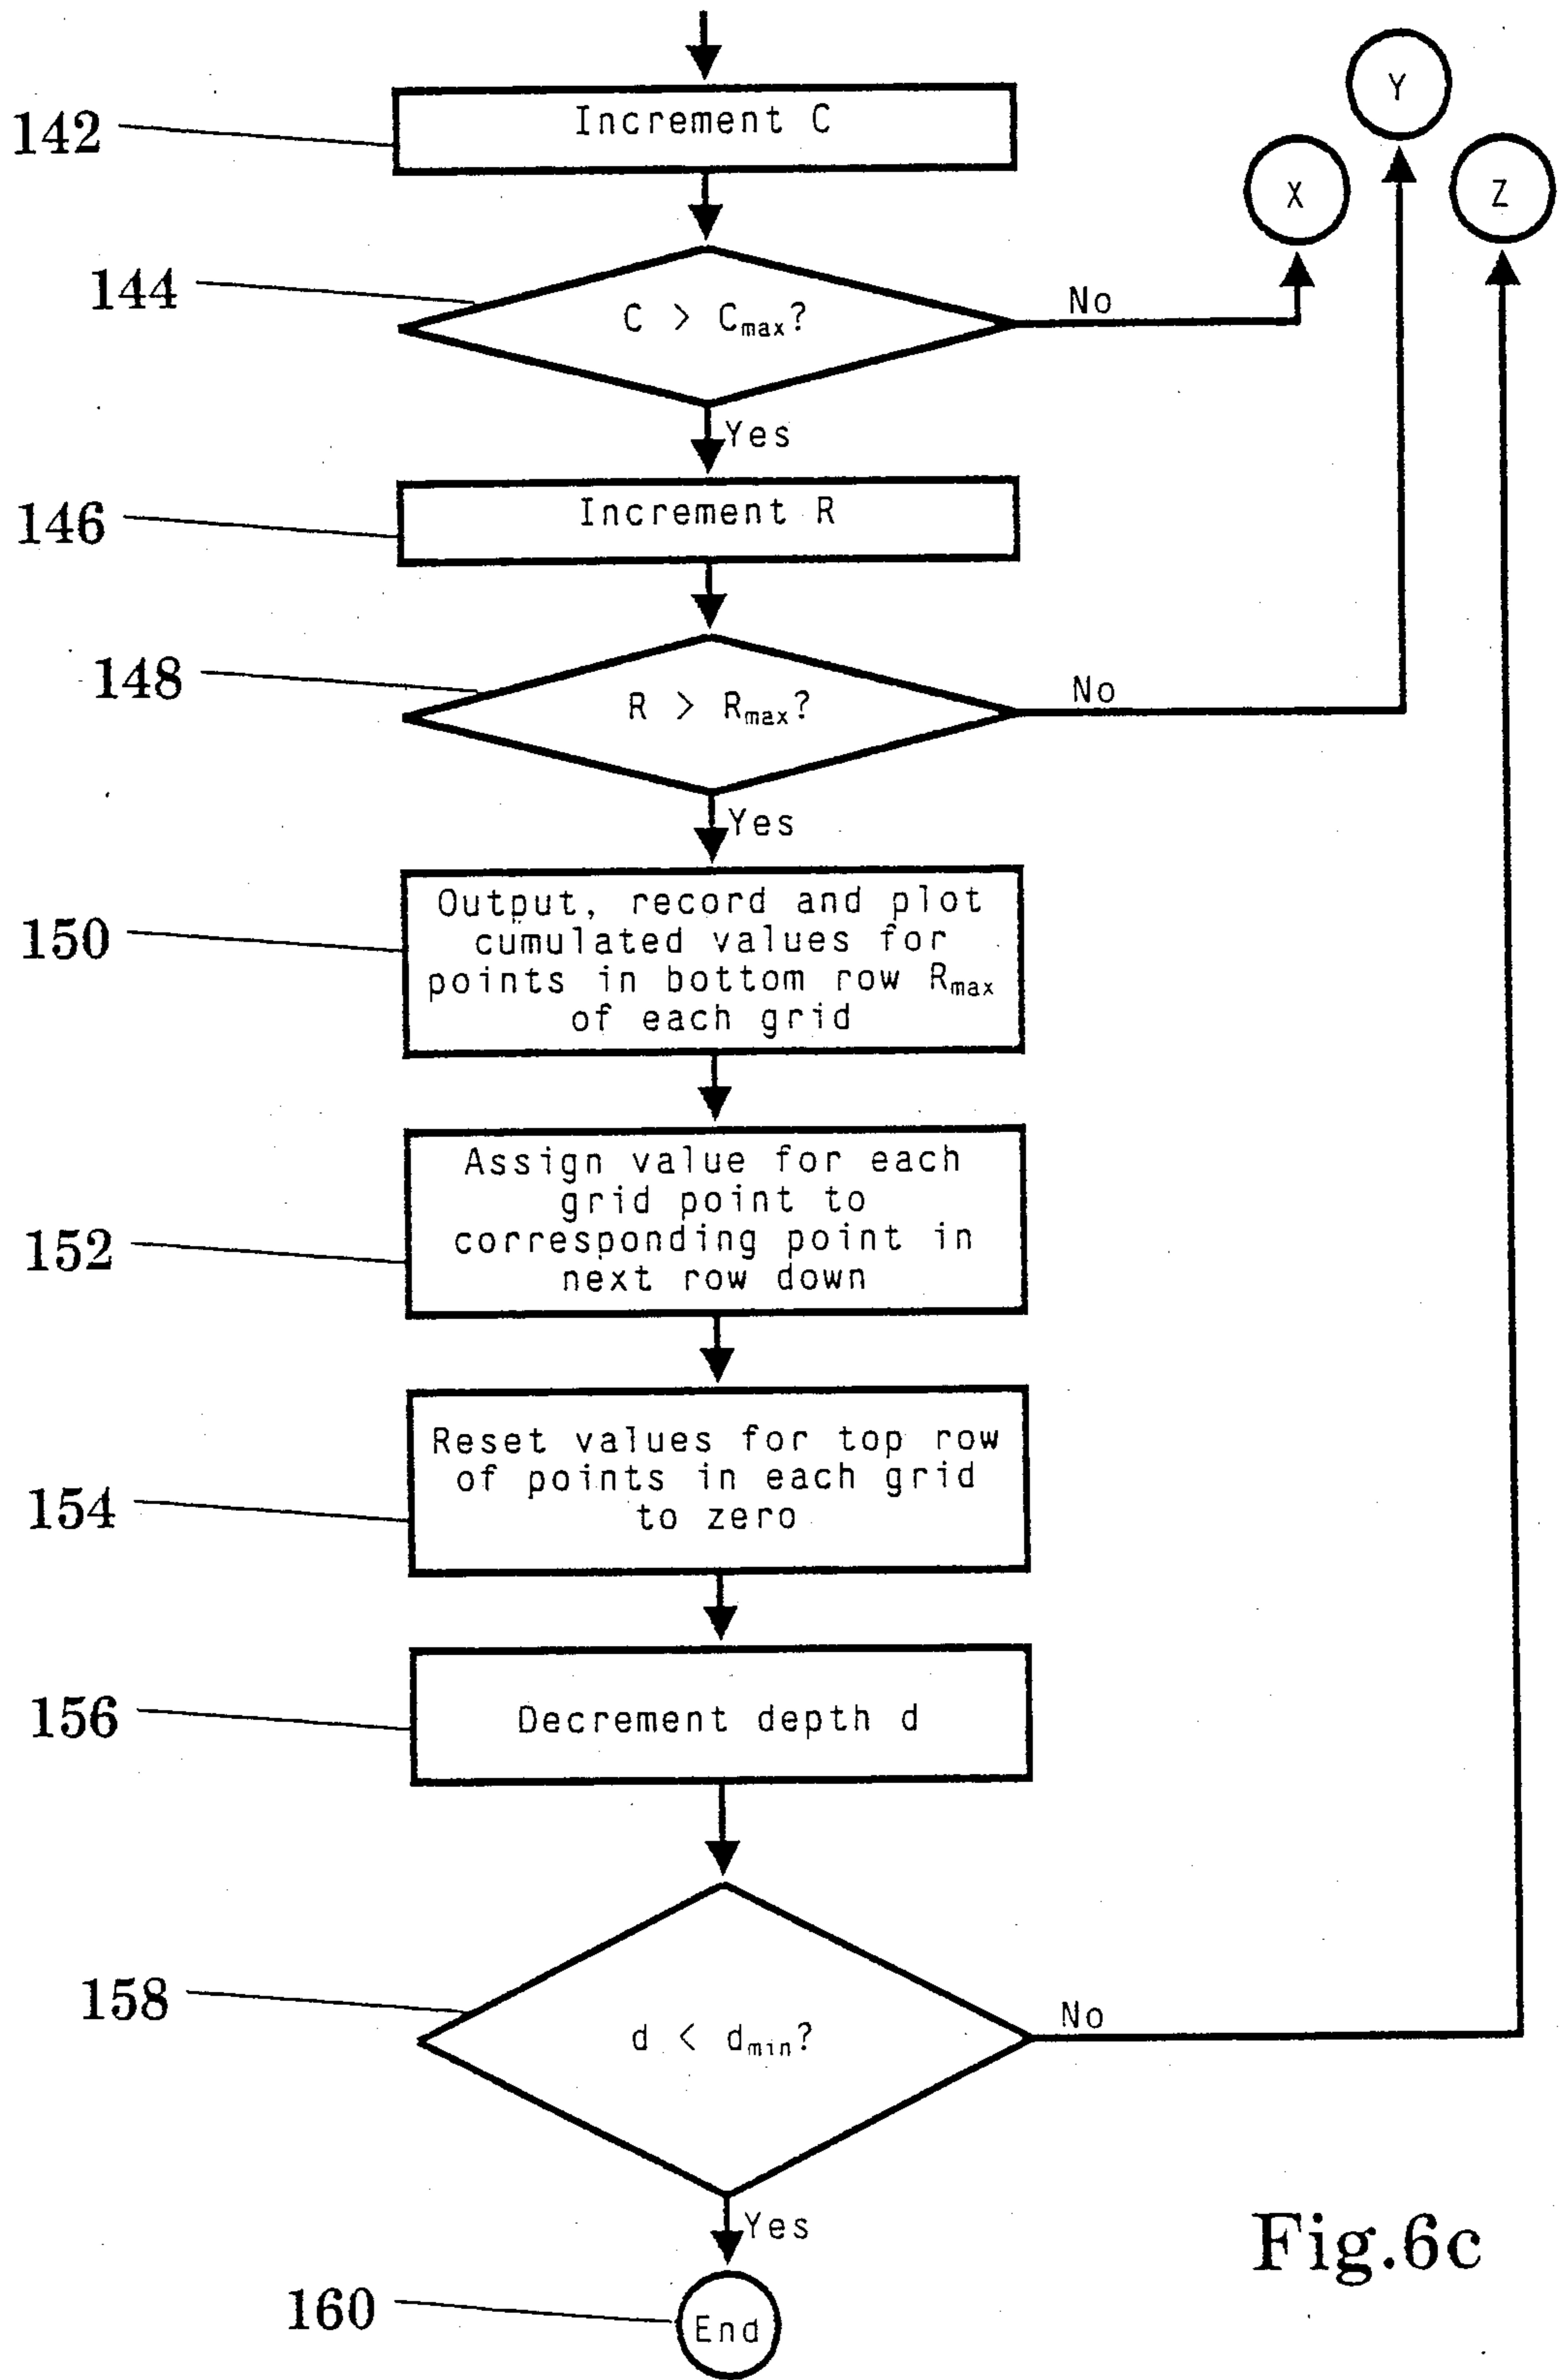 Y
142
Increment C
X
Z
144
C > Cmax?
No
Yes
146
Increment R
148
R > Rmax?
No
Yes
150
Output, record and plot
cumulated values for
points in bottom row Rmax
of each grid
152
Assign value for each
grid point to
corresponding point in
next row down
154
Reset values for top row
of points in each grid
to zero
156
Decrement depth d
158
d < dmin?
No
Yes
Fig.6c
160
End